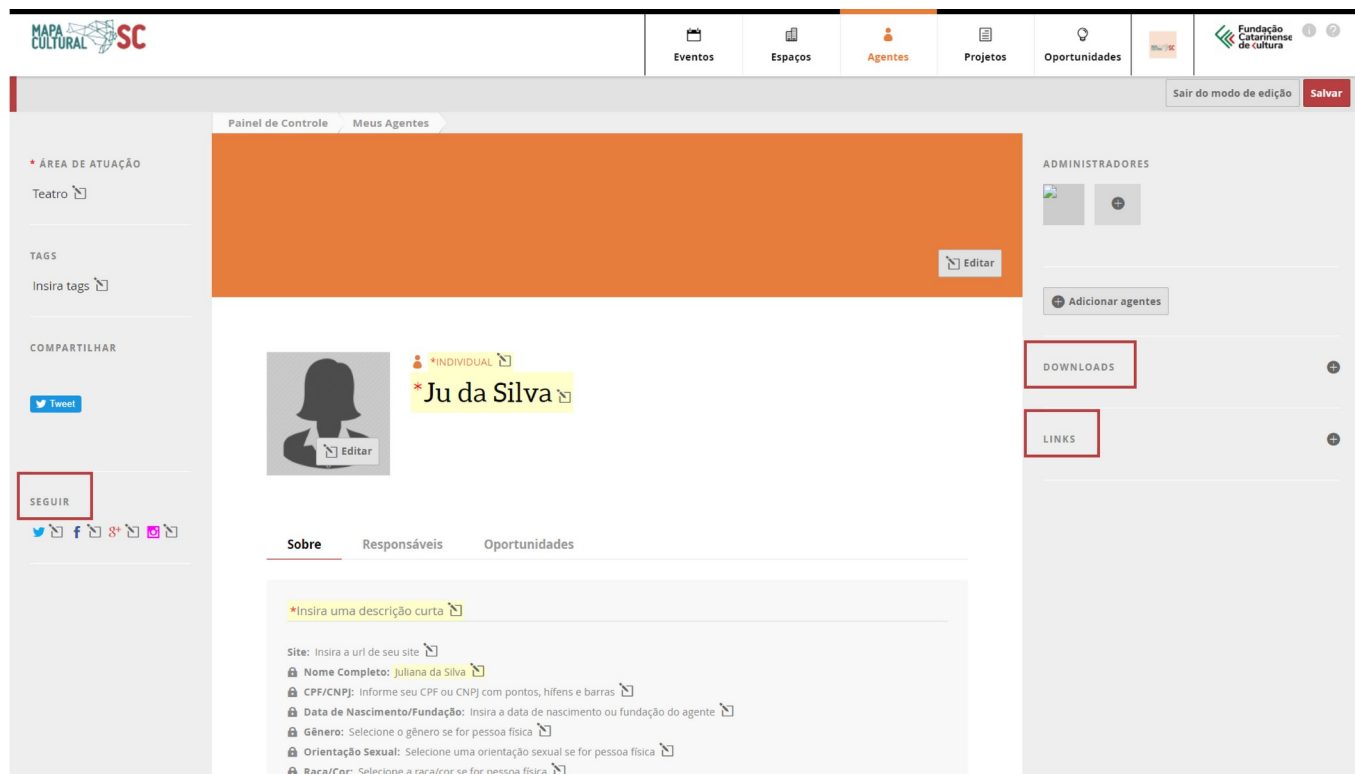 MAPA
CULTURAL SC
Eventos
Espaços
Agentes
Projetos
Oportunidades
Fundação
Catarinense
de cultura
Sair do modo de edição
Salvar
Painel de Controle
Meus Agentes
* ÁREA DE ATUAÇÃO
Teatro
TAGS
Insira tags
COMPARTILHAR
Tweet
SEGUIR
Editar
*INDIVIDUAL
*Ju da Silva
Editar
Sobre Responsáveis Oportunidades
*Insira uma descrição curta
Site: Insira a url de seu site
Nome Completo: Juliana da Silva
CPF/CNPJ: Informe seu CPF ou CNPJ com pontos, hífens e barras
Data de Nascimento/Fundação: Insira a data de nascimento ou fundação do agente
Gênero: Selecione o gênero se for pessoa física
Orientação Sexual: Selecione uma orientação sexual se for pessoa física
Raça/Cor: Selecione a raça/cor se for pessoa física
ADMINISTRADORES
Adicionar agentes
DOWNLOADS
LINKS